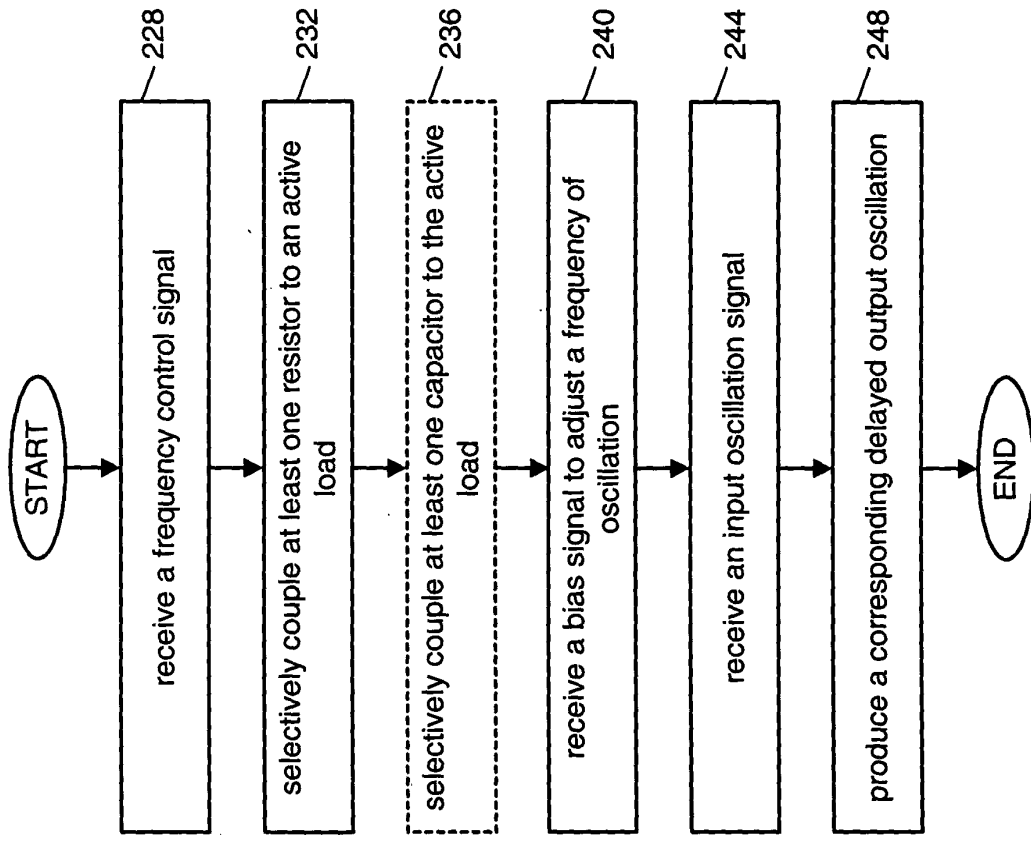 START
receive a frequency control signal
228
selectively couple at least one resistor to an active
load
232
selectively couple at least one capacitor to the active
load
236
receive a bias signal to adjust a frequency of
oscillation
240
receive an input oscillation signal
244
produce a corresponding delayed output oscillation
248
END